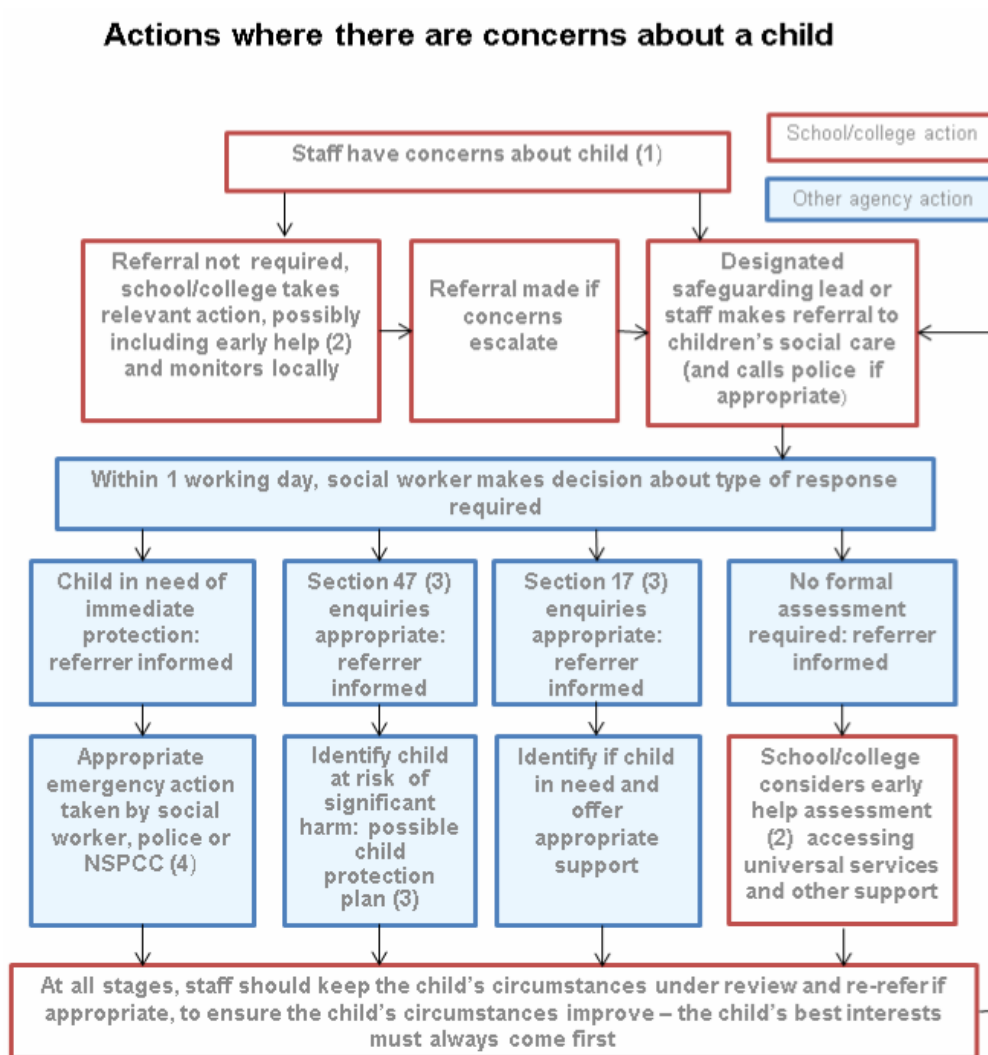 Actions where there are concerns about a child
School/college action
Other agency action
Staff have concerns about child (1)
Referral not required,
school/college takes
relevant action, possibly
including early help (2)
and monitors locally
Referral made if
concerns
escalate
Designated
safeguarding lead or
staff makes referral to
children's social care
(and calls police if
appropriate)
Within 1 working day, social worker makes decision about type of response
required
Child in need of
immediate
protection:
referrer informed
Section 47 (3)
enquiries
appropriate:
referrer
informed
Section 17 (3)
enquiries
appropriate:
referrer
informed
No formal
assessment
required: referrer
informed
Appropriate
emergency action
taken by social
worker, police or
NSPCC (4)
Identify child
at risk of
significant
harm: possible
child
protection
plan (3)
Identify if child
in need and
offer
appropriate
support
School/college
considers early
help assessment
(2) accessing
universal services
and other support
At all stages, staff should keep the child's circumstances under review and re-refer if
appropriate, to ensure the child's circumstances improve – the child's best interests
must always come first